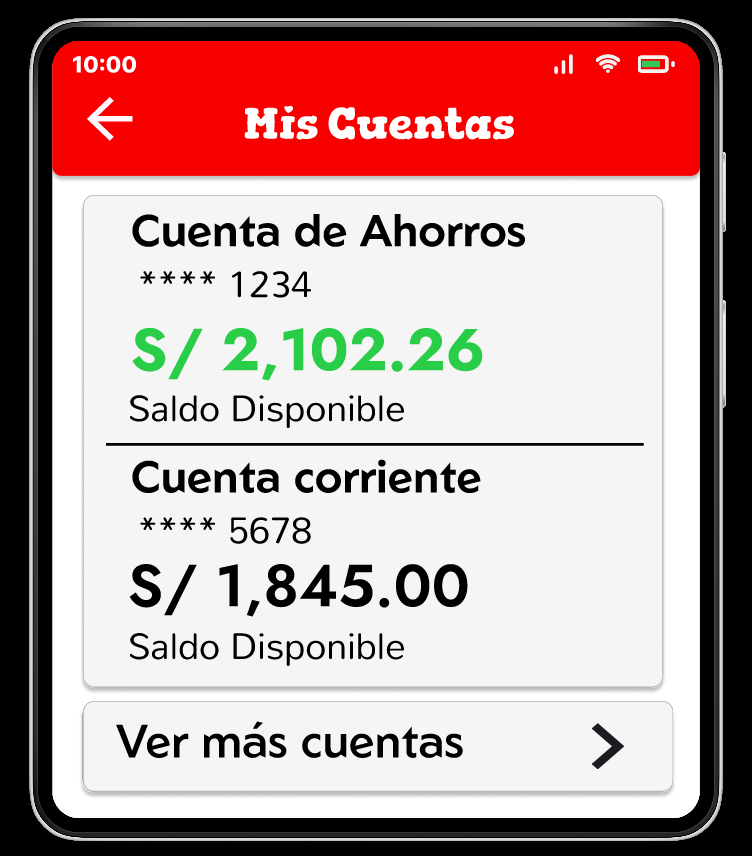 10:00
Mis Cuentas
Cuenta de Ahorros
**** 1234
S/ 2,102.26
Saldo Disponible
Cuenta corriente
**** 5678
S/ 1,845.00
Saldo Disponible
Ver más cuentas